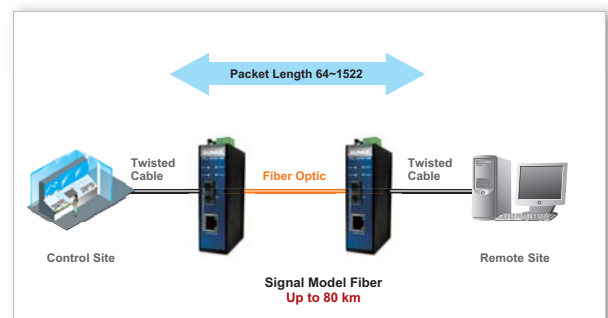 Packet Length 64~1522
Twisted
Cable
Fiber Optic
Twisted
Cable
Control Site
Remote Site
Signal Model Fiber
Up to 80 km